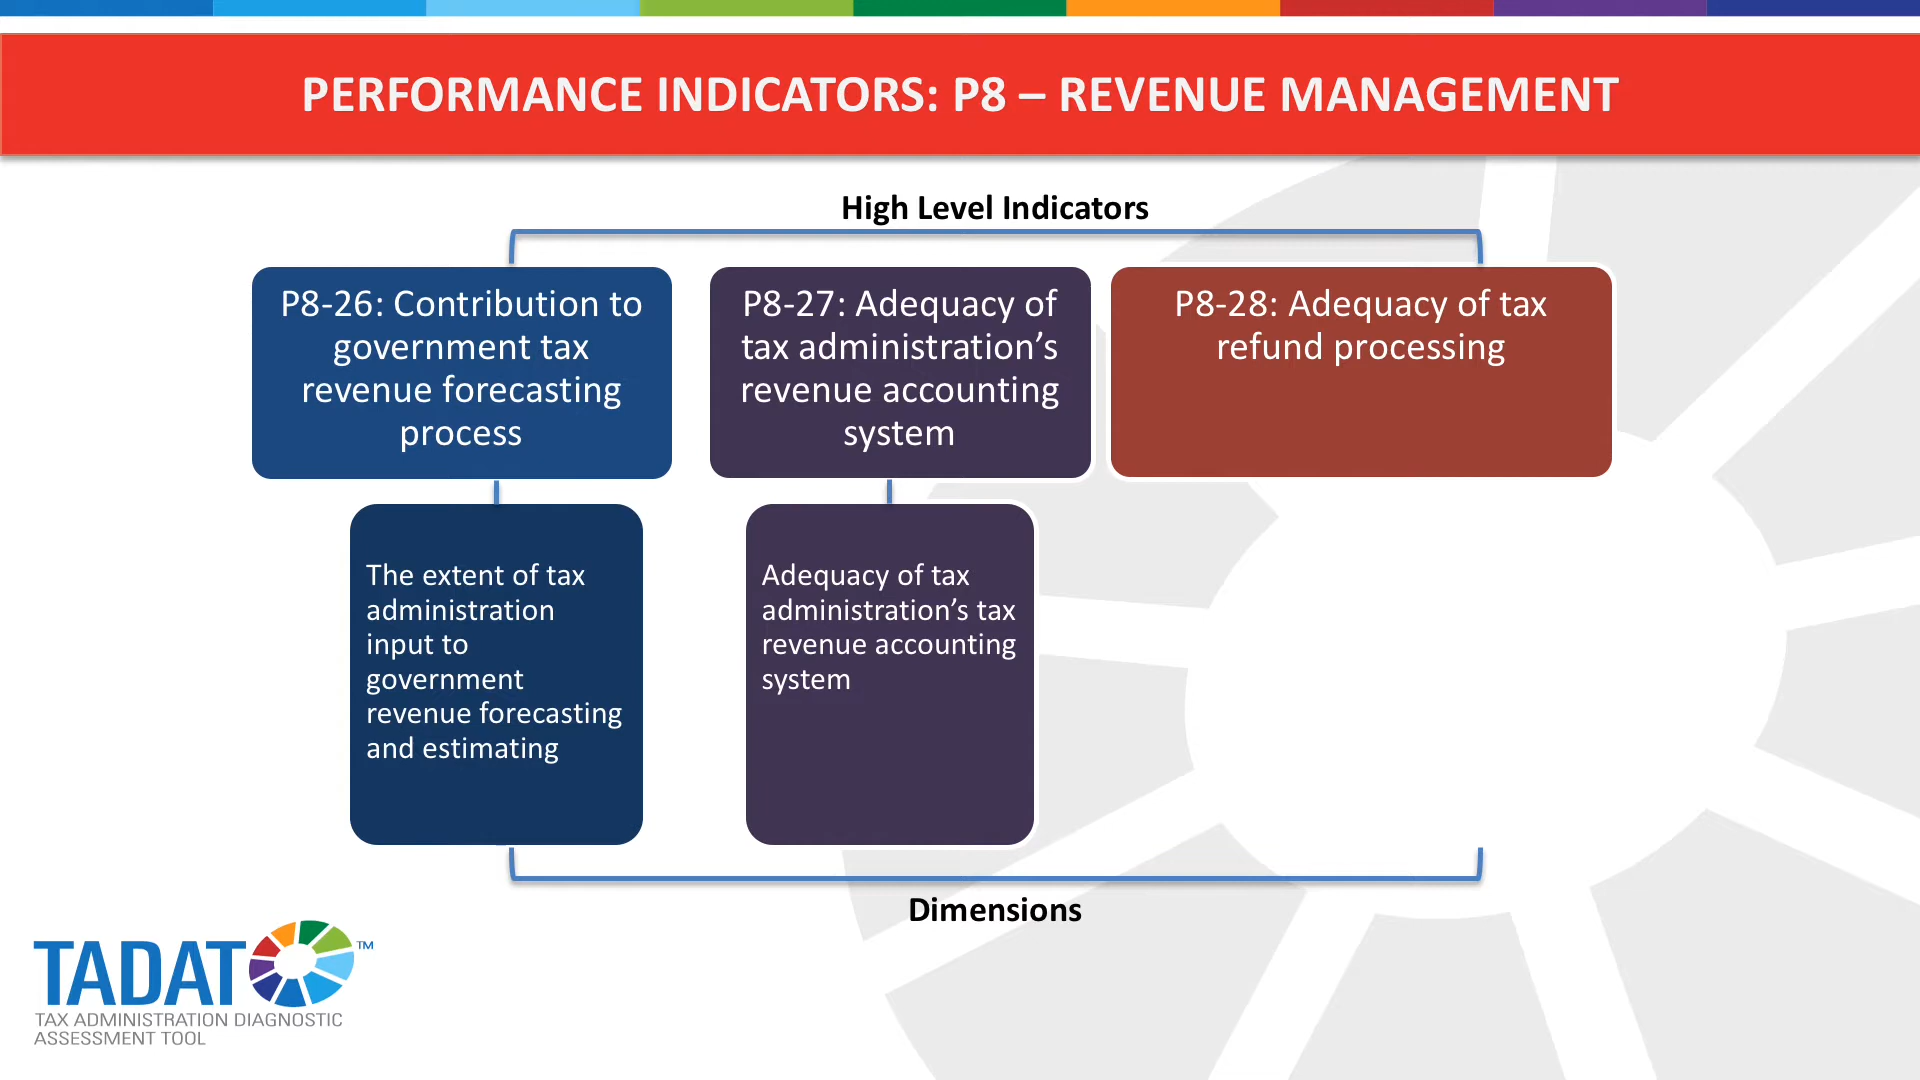 PERFORMANCE INDICATORS: P8 – REVENUE MANAGEMENT
High Level Indicators
P8-26: Contribution to
government tax
revenue forecasting
process
P8-27: Adequacy of
tax administration’s
revenue accounting
system
P8-28: Adequacy of tax
refund processing
The extent of tax
administration
input to
government
revenue forecasting
and estimating
Adequacy of tax
administration’s tax
revenue accounting
system
Dimensions
TADAT™
TAX ADMINISTRATION DIAGNOSTIC
ASSESSMENT TOOL